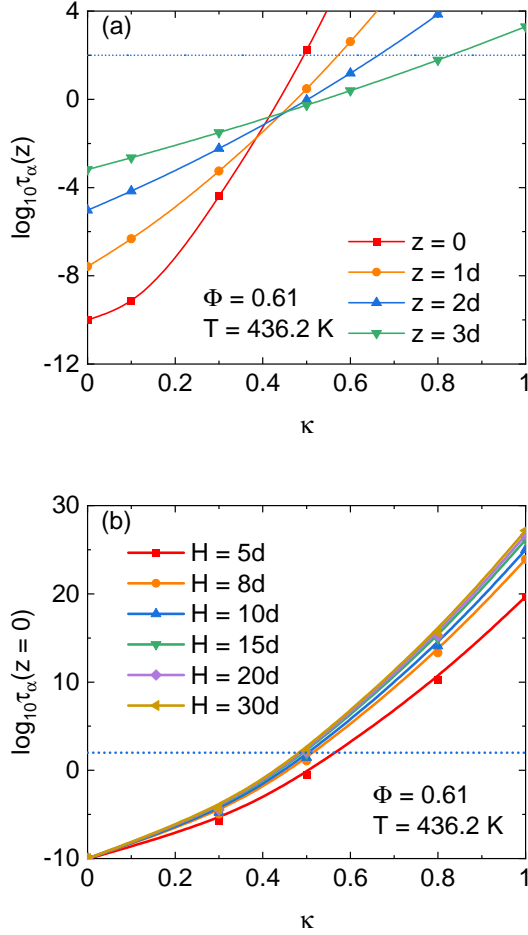 (a)
4
0
-4
-8
-12
log₁₀τα(z)
z = 0
z = 1d
z = 2d
z = 3d
Φ = 0.61
T = 436.2 K
0 0.2 0.4 0.6 0.8 1
κ
(b)
30
20
10
0
-10
log₁₀τα(z = 0)
H = 5d
H = 8d
H = 10d
H = 15d
H = 20d
H = 30d
Φ = 0.61
T = 436.2 K
0 0.2 0.4 0.6 0.8 1
κ